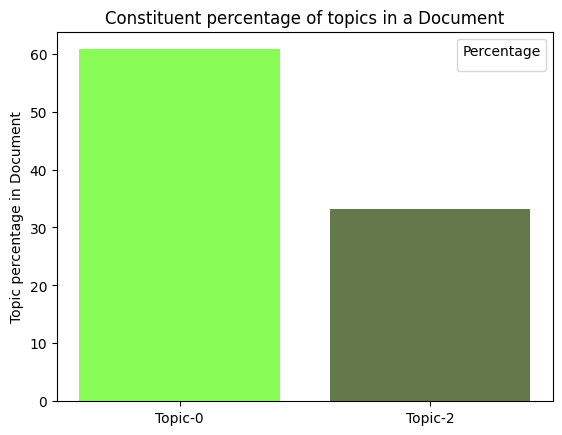 Constituent percentage of topics in a Document
Percentage
Topic percentage in Document
60
50
40
30
20
10
0
Topic-0
Topic-2